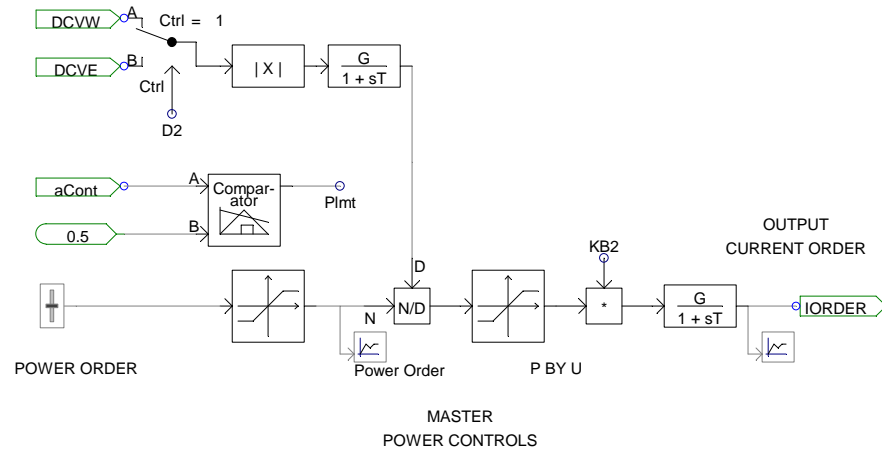 DCVW
A
Ctrl = 1
DCVE
B
Ctrl
D2
|X|
G
1 + sT
aCont
A
Compar-
ator
B
0.5
Plmt
OUTPUT
CURRENT ORDER
KB2
D
N/D
N
*
G
1 + sT
IORDER
POWER ORDER
Power Order
P BY U
MASTER
POWER CONTROLS